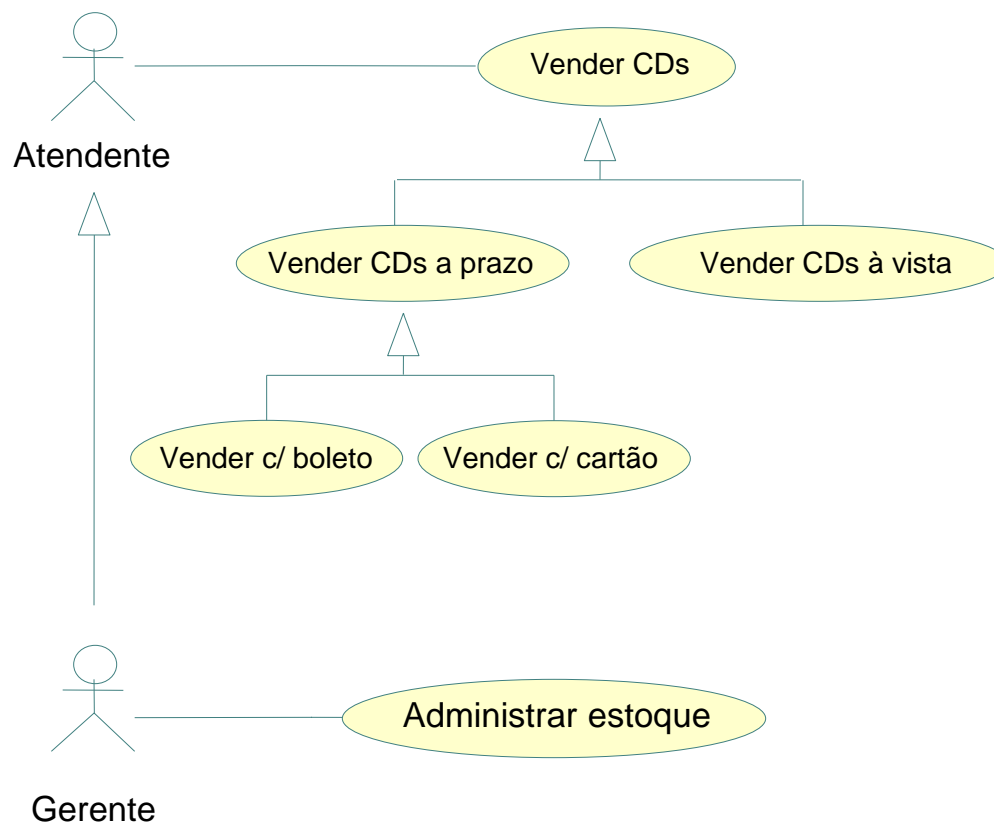 Vender CDs
Atendente
Vender CDs a prazo
Vender CDs à vista
Vender c/ boleto
Vender c/ cartão
Administrar estoque
Gerente